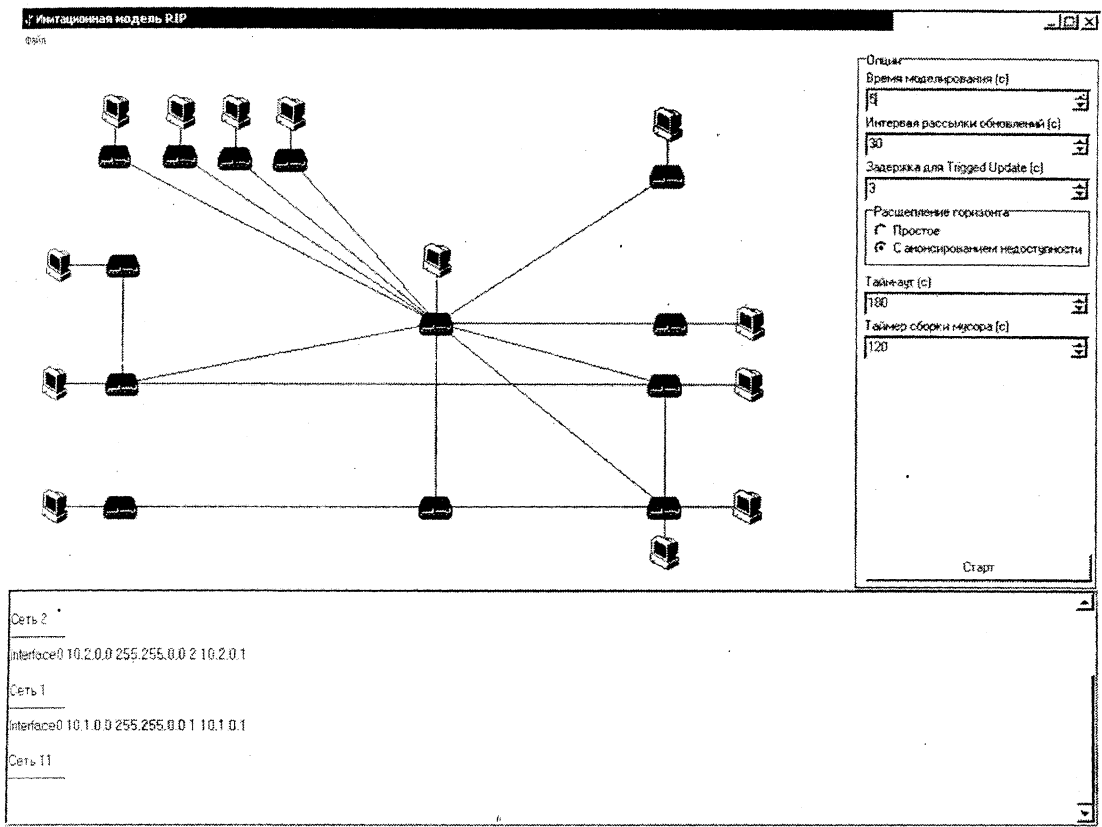 Имитационная модель RIP
Файл
Опции
Время моделирования (с)
5
Интервал рассылки обновлений (с)
30
Задержка для Trigged Update (с)
3
Расщепление горизонта
Простое
С анонсированием недоступности
Тайм-аут (с)
180
Таймер сборки мусора (с)
120
Старт
Сеть 2
Interface0 10.2.0.0 255.255.0.0 2 10.2.0.1
Сеть 1
Interface0 10.1.0.0 255.255.0.0 1 10.1.0.1
Сеть 11